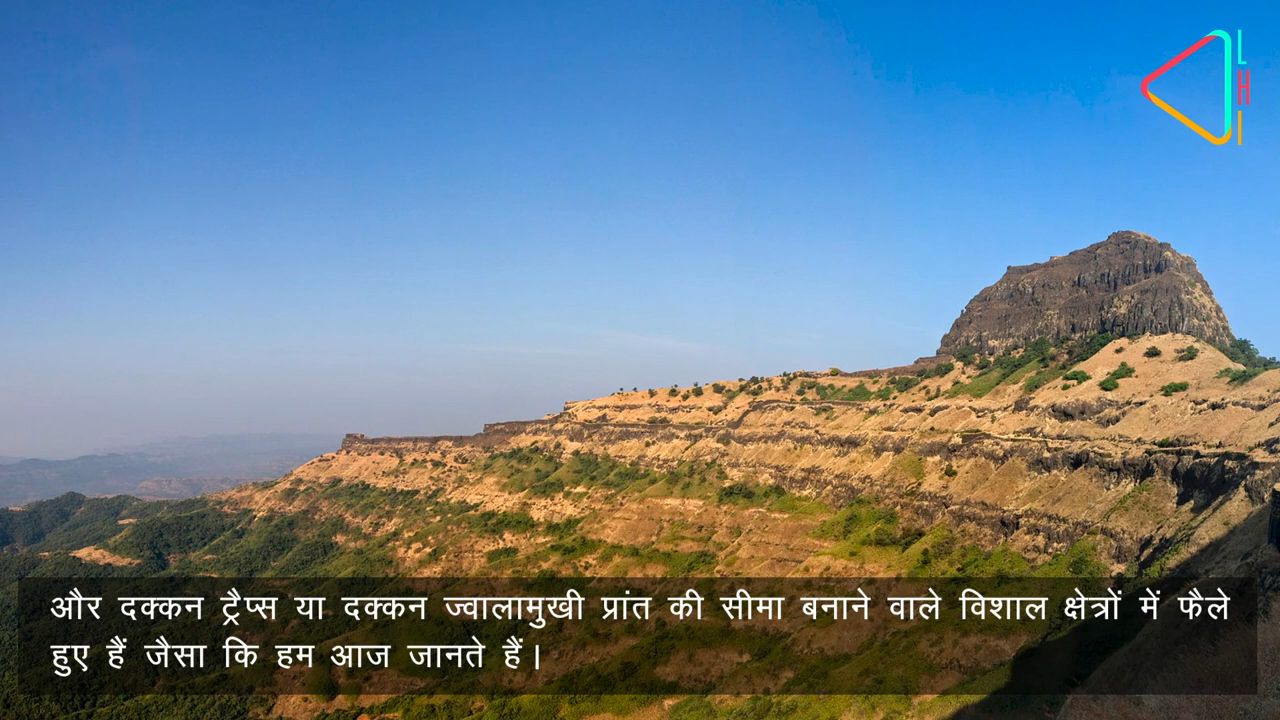 LHI
और दक्कन ट्रैप्स या दक्कन ज्वालामुखी प्रांत की सीमा बनाने वाले विशाल क्षेत्रों में फैले
हुए हैं जैसा कि हम आज जानते हैं।